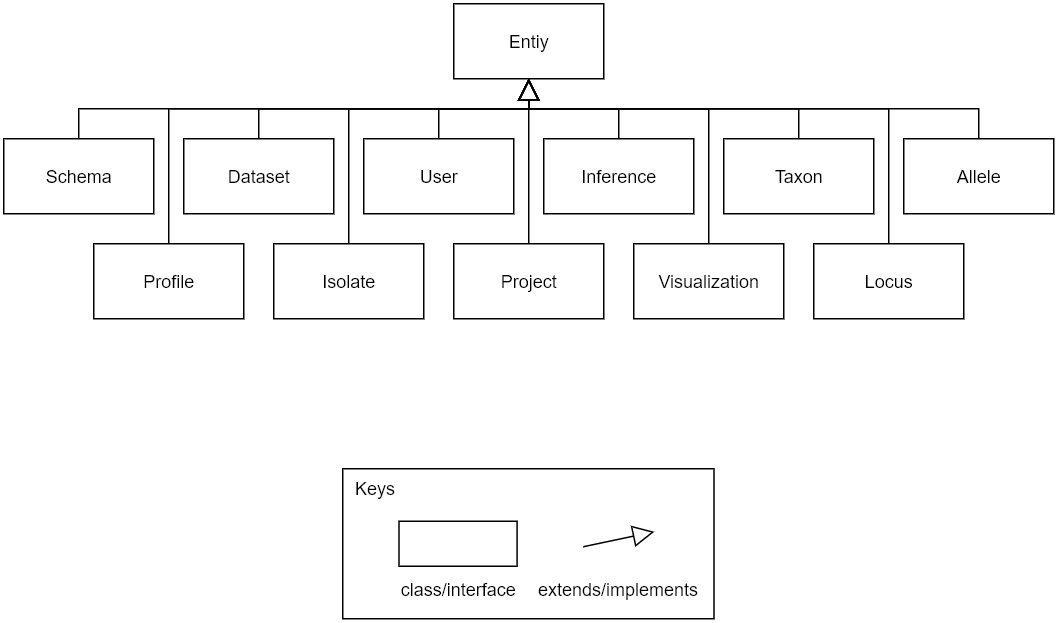 Entiy
Schema
Dataset
User
Inference
Taxon
Allele
Profile
Isolate
Project
Visualization
Locus
Keys
class/interface
extends/implements